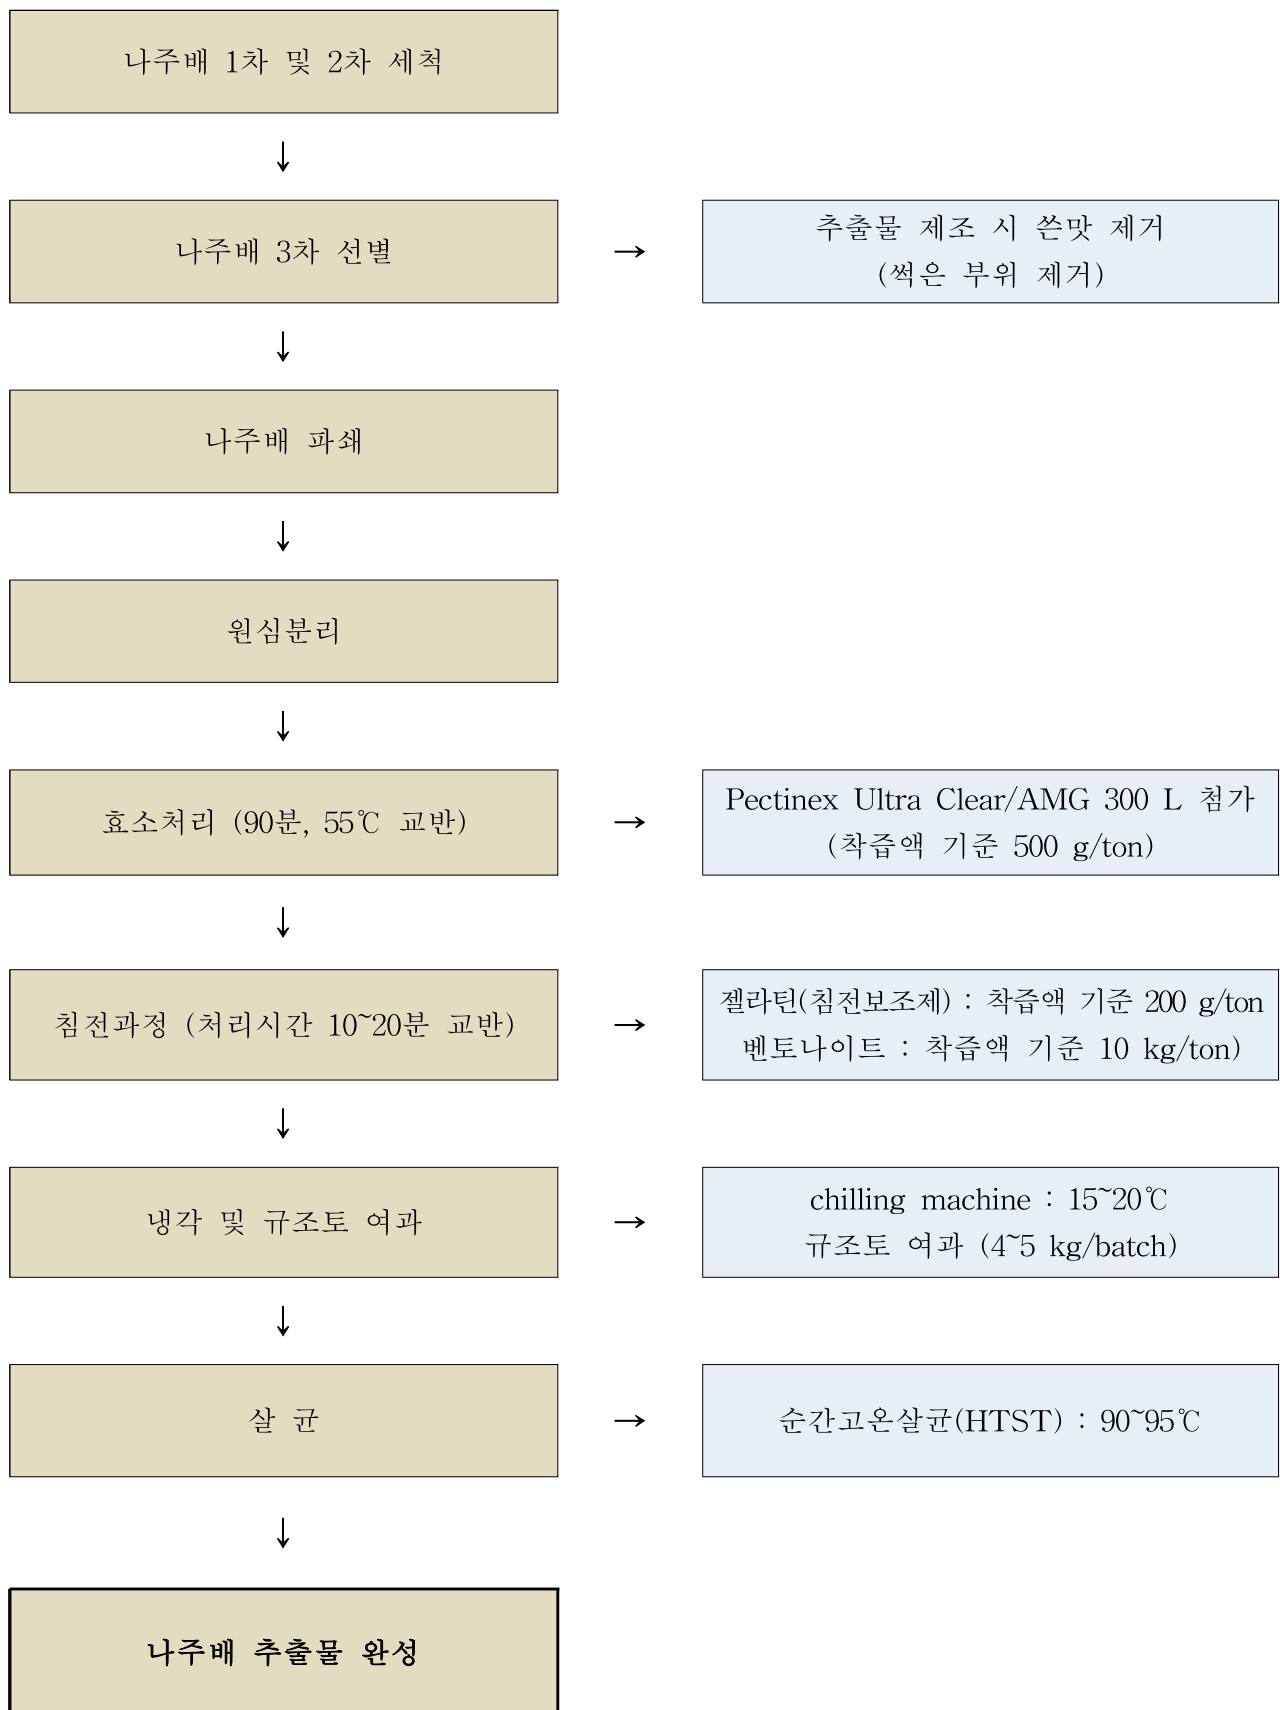 나주배 1차 및 2차 세척
↓
나주배 3차 선별
→
추출물 제조 시 쓴맛 제거
(썩은 부위 제거)
↓
나주배 파쇄
↓
원심분리
↓
효소처리 (90분, 55℃ 교반)
→
Pectinex Ultra Clear/AMG 300 L 첨가
(착즙액 기준 500 g/ton)
↓
침전과정 (처리시간 10~20분 교반)
→
젤라틴(침전보조제) : 착즙액 기준 200 g/ton
벤토나이트 : 착즙액 기준 10 kg/ton)
↓
냉각 및 규조토 여과
→
chilling machine : 15~20℃
규조토 여과 (4~5 kg/batch)
↓
살 균
→
순간고온살균(HTST) : 90~95℃
↓
나주배 추출물 완성